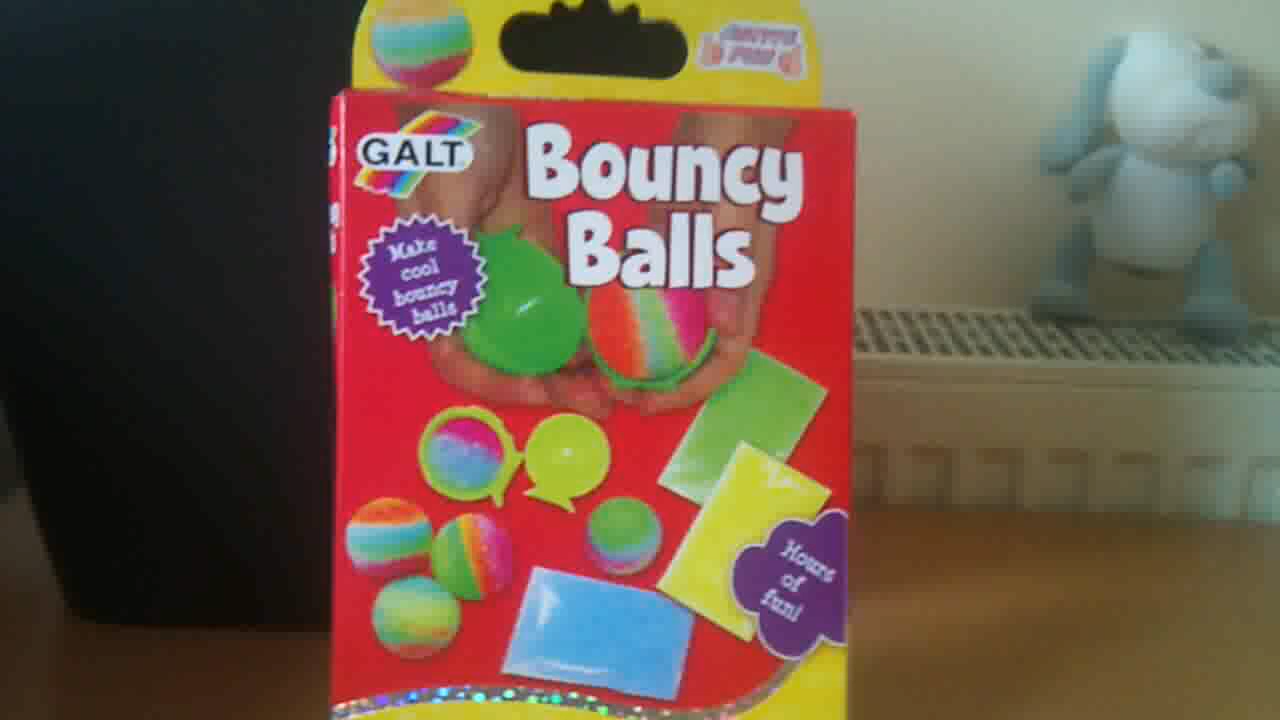 GALT
Bouncy
Balls
Make
cool
bouncy
balls
Hours
of
fun!